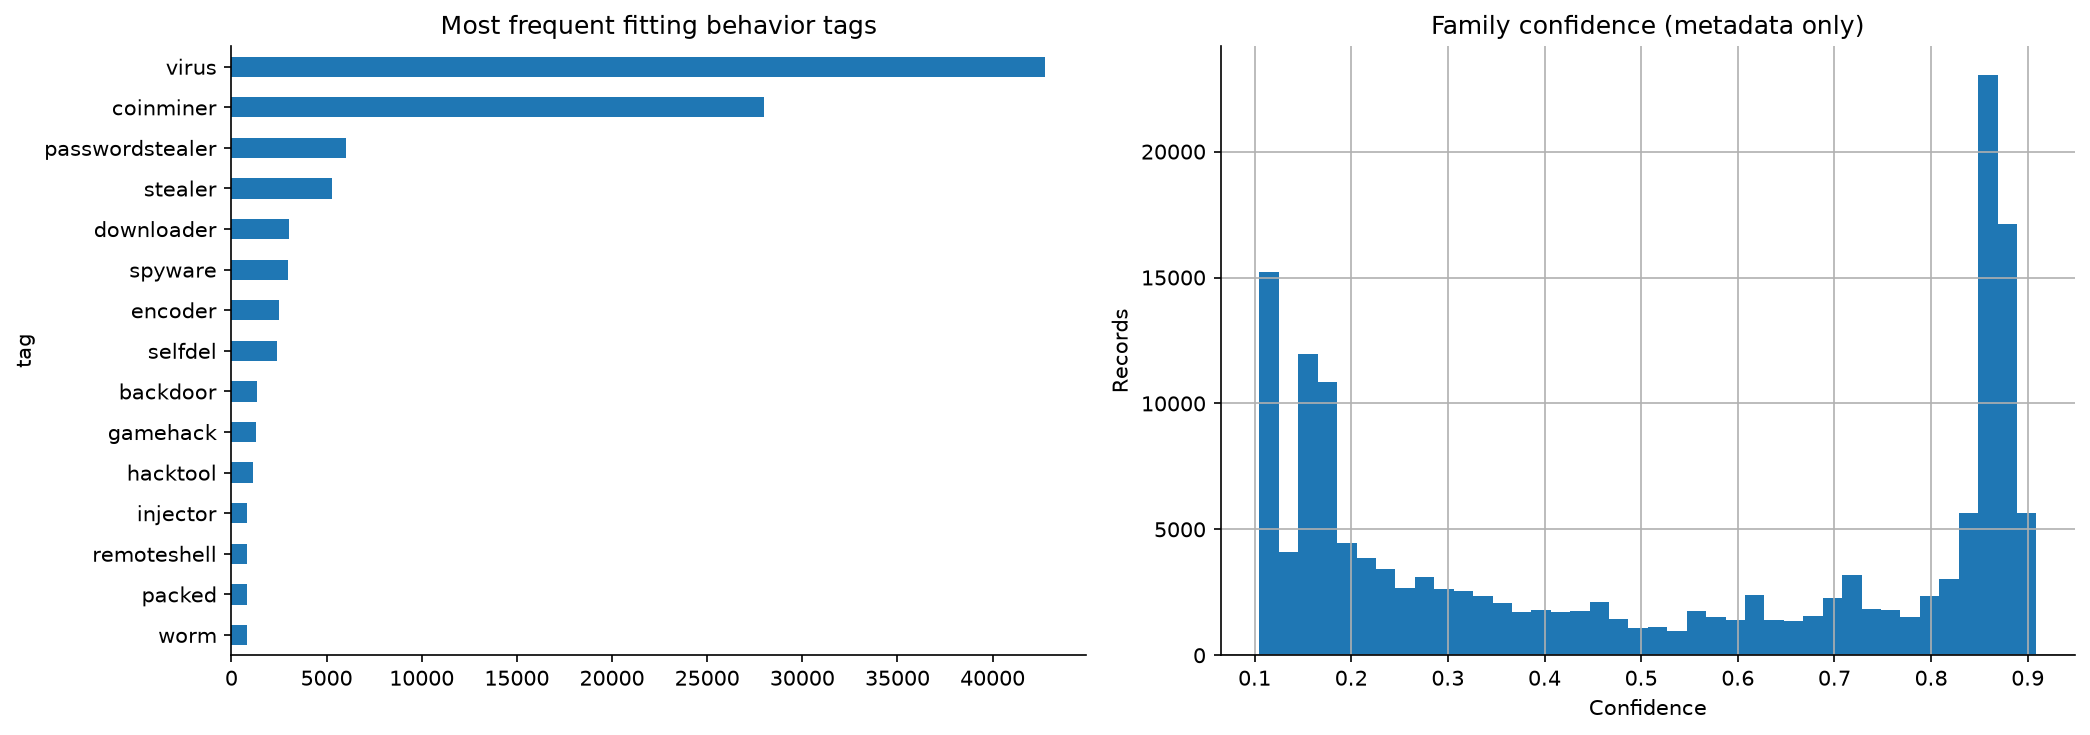 Most frequent fitting behavior tags
tag
virus
coinminer
passwordstealer
stealer
downloader
spyware
encoder
selfdel
backdoor
gamehack
hacktool
injector
remoteshell
packed
worm
0 5000 10000 15000 20000 25000 30000 35000 40000
Family confidence (metadata only)
Records
20000
15000
10000
5000
0
0.1 0.2 0.3 0.4 0.5 0.6 0.7 0.8 0.9
Confidence